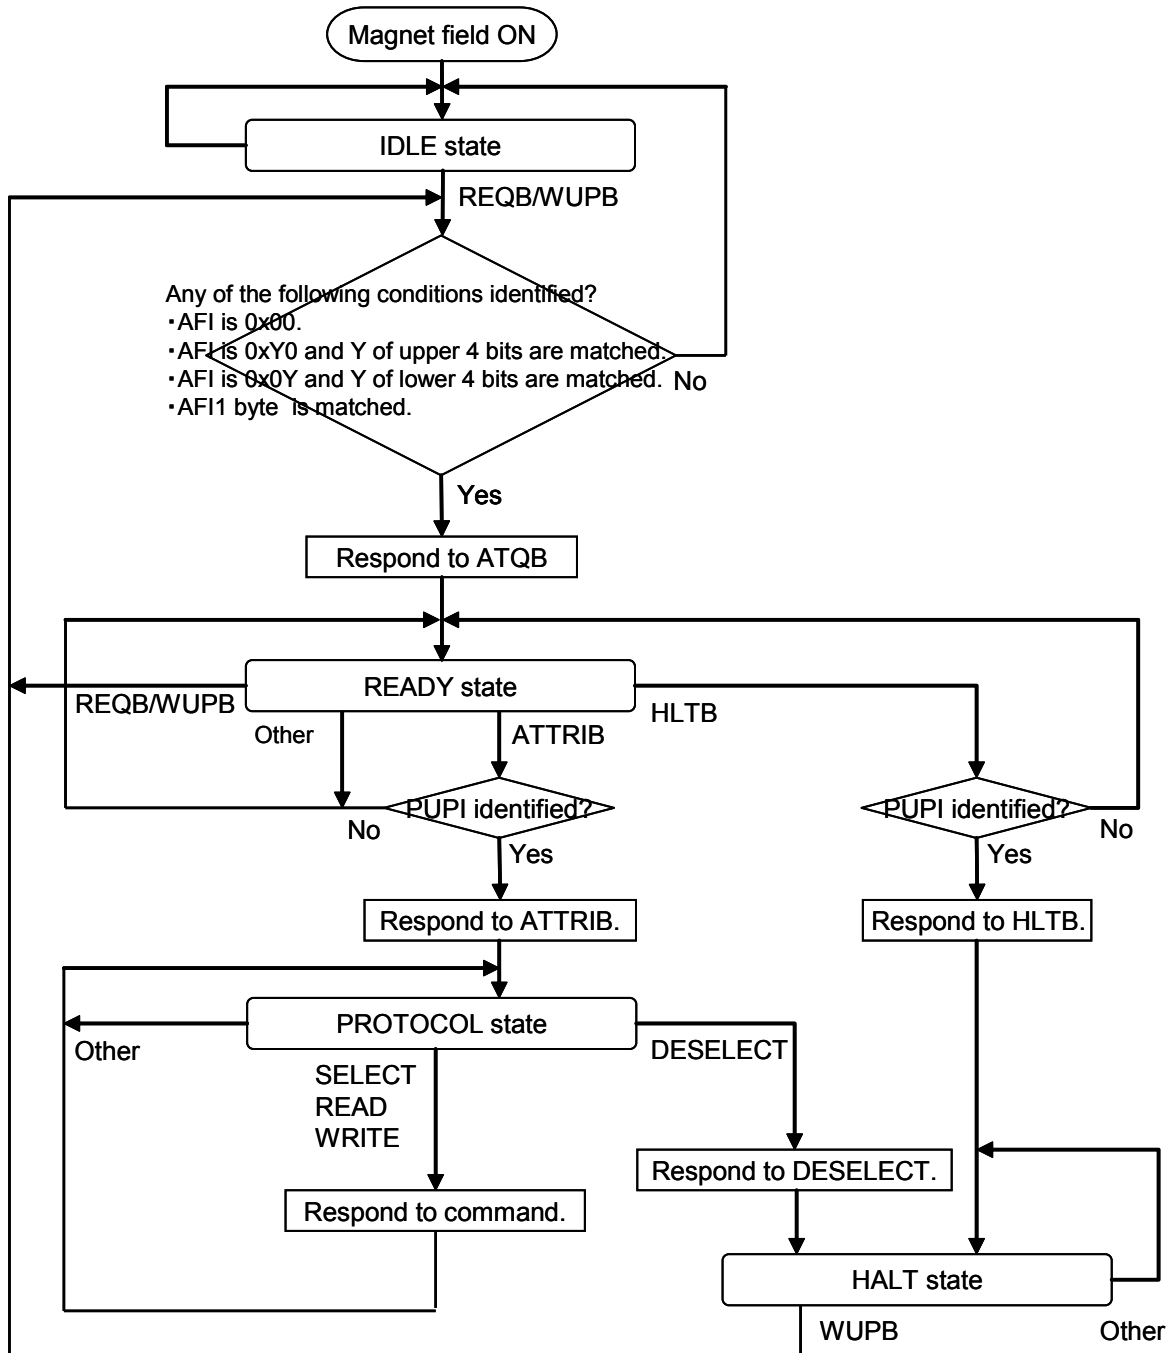 Magnet field ON
IDLE state
REQB/WUPB
Any of the following conditions identified?
・AFI is 0x00.
・AFI is 0xY0 and Y of upper 4 bits are matched.
・AFI is 0x0Y and Y of lower 4 bits are matched.
No
・AFI1 byte is matched.
Yes
Respond to ATQB
READY state
REQB/WUPB
HLTB
Other
ATTRIB
PUPI identified?
PUPI identified?
No
No
Yes
Yes
Respond to ATTRIB.
Respond to HLTB.
PROTOCOL state
Other
DESELECT
SELECT
READ
WRITE
Respond to DESELECT.
Respond to command.
HALT state
WUPB
Other